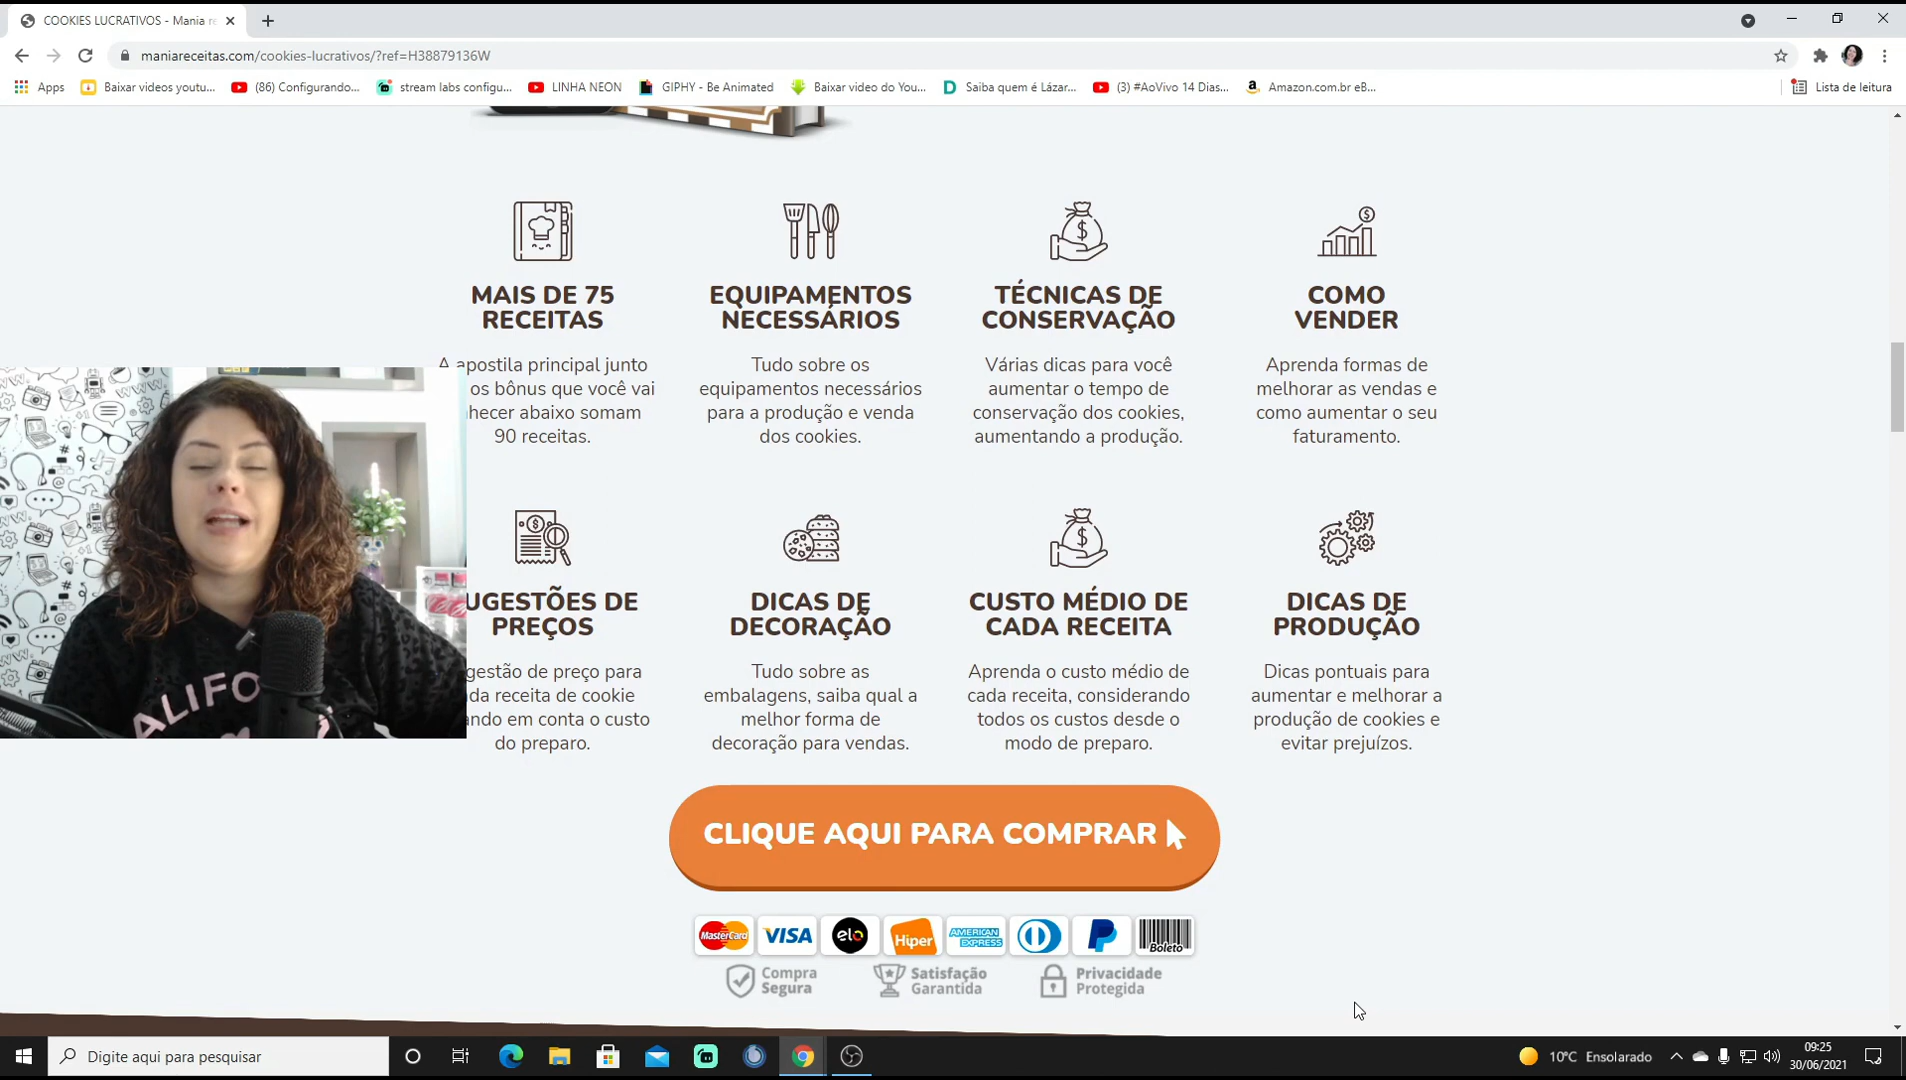 COOKIES LUCRATIVOS - Mania re
maniareceitas.com/cookies-lucrativos/?ref=H38879136W
Apps
Baixar videos youtu...
(86) Configurando...
stream labs configu...
LINHA NEON
GIPHY - Be Animated
Baixar video do You...
Saiba quem é Lázar...
(3) #AoVivo 14 Dias...
Amazon.com.br eB...
Lista de leitura
MAIS DE 75
RECEITAS
A apostila principal junto
os bônus que você vai
hecer abaixo somam
90 receitas.
EQUIPAMENTOS
NECESSÁRIOS
Tudo sobre os
equipamentos necessários
para a produção e venda
dos cookies.
TÉCNICAS DE
CONSERVAÇÃO
Várias dicas para você
aumentar o tempo de
conservação dos cookies,
aumentando a produção.
COMO
VENDER
Aprenda formas de
melhorar as vendas e
como aumentar o seu
faturamento.
UGESTÕES DE
PREÇOS
gestão de preço para
da receita de cookie
ando em conta o custo
do preparo.
DICAS DE
DECORAÇÃO
Tudo sobre as
embalagens, saiba qual a
melhor forma de
decoração para vendas.
CUSTO MÉDIO DE
CADA RECEITA
Aprenda o custo médio de
cada receita, considerando
todos os custos desde o
modo de preparo.
DICAS DE
PRODUÇÃO
Dicas pontuais para
aumentar e melhorar a
produção de cookies e
evitar prejuízos.
ALIFO
CLIQUE AQUI PARA COMPRAR
MasterCard
VISA
elo
Hiper
AMERICAN
EXPRESS
Boleto
Compra
Segura
Satisfação
Garantida
Privacidade
Protegida
Digite aqui para pesquisar
10°C Ensolarado
09:25
30/06/2021